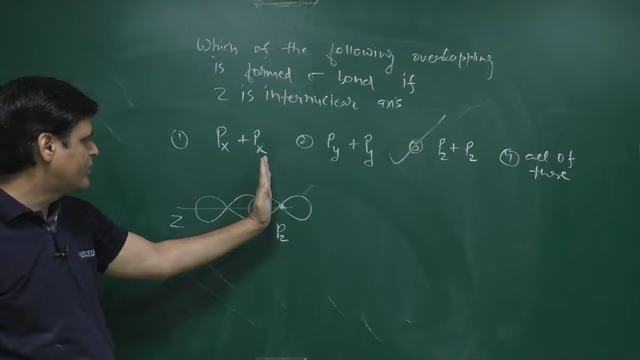 Which of the following overlapping
is formed σ bond if
Z is internuclear axis
① Px + Px ② Py + Py ③ Pz + Pz ④ all of
these
Z
Pz